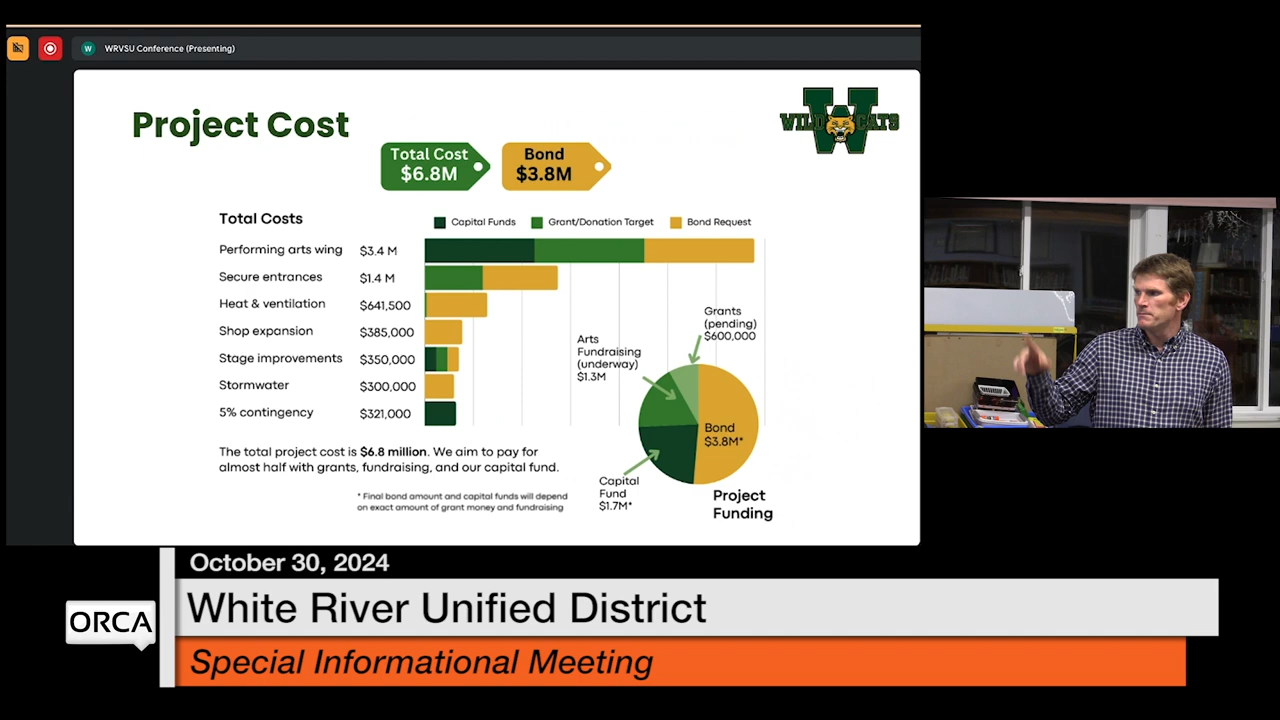 W WRVSU Conference (Presenting)
Project Cost
WILDCATS
Total Cost
$6.8M
Bond
$3.8M
Total Costs
Capital Funds Grant/Donation Target Bond Request
Performing arts wing $3.4 M
Secure entrances $1.4 M
Heat & ventilation $641,500
Shop expansion $385,000
Stage improvements $350,000
Stormwater $300,000
5% contingency $321,000
Grants
(pending)
$600,000
Arts
Fundraising
(underway)
$1.3M
Bond
$3.8M*
Capital
Fund
$1.7M*
Project
Funding
The total project cost is $6.8 million. We aim to pay for
almost half with grants, fundraising, and our capital fund.
* Final bond amount and capital funds will depend
on exact amount of grant money and fundraising
October 30, 2024
ORCA
White River Unified District
Special Informational Meeting